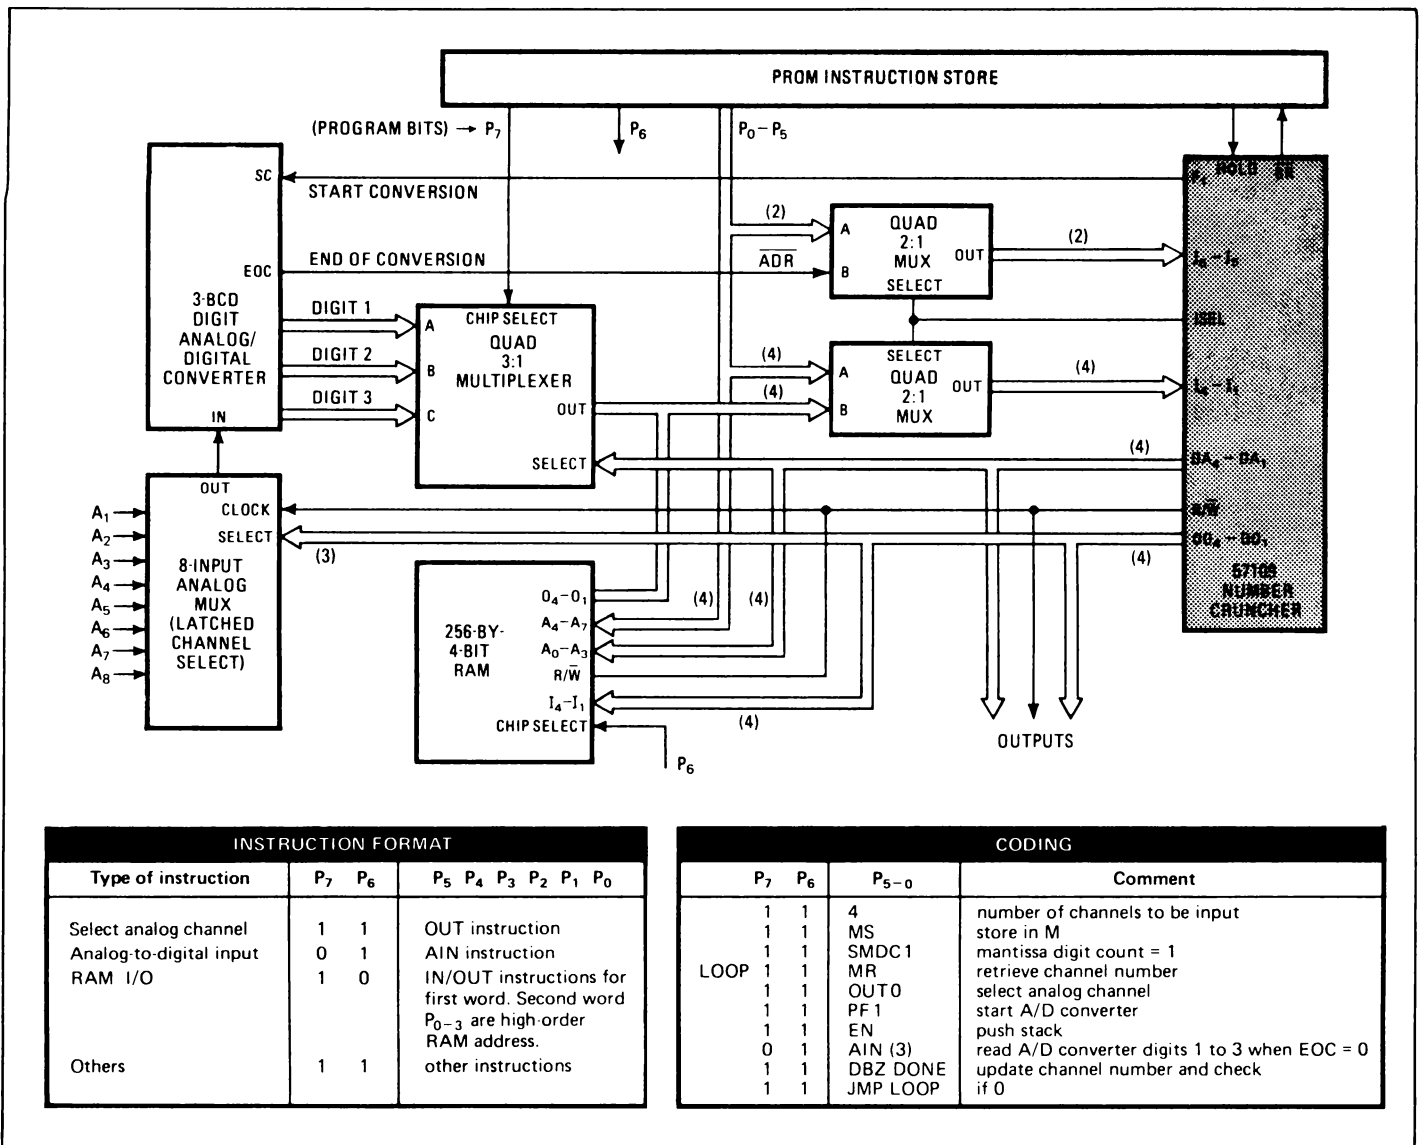 PROM INSTRUCTION STORE
(PROGRAM BITS) → P7
P6
P0–P5
SC
START CONVERSION
EOC
END OF CONVERSION
3-BCD
DIGIT
ANALOG/
DIGITAL
CONVERTER
IN
DIGIT 1
DIGIT 2
DIGIT 3
CHIP SELECT
QUAD
3:1
MULTIPLEXER
A
B
C
OUT
SELECT
(2)
ADR
A
B
QUAD
2:1
MUX
OUT
SELECT
(2)
(4)
(4)
SELECT
A
B
QUAD
2:1
MUX
OUT
(4)
HOLD
I6–I5
ISEL
I4–I1
(4)
DA4–DA1
R/W̅
DO4–DO1
(4)
57109
NUMBER
CRUNCHER
OUT
CLOCK
SELECT
(3)
8-INPUT
ANALOG
MUX
(LATCHED
CHANNEL
SELECT)
A1
A2
A3
A4
A5
A6
A7
A8
256-BY-
4-BIT
RAM
O4–O1
A4–A7
A0–A3
R/W̅
I4–I1
CHIP SELECT
(4)
(4)
(4)
P6
OUTPUTS
INSTRUCTION FORMAT
Type of instruction P7 P6 P5 P4 P3 P2 P1 P0
Select analog channel 1 1 OUT instruction
Analog-to-digital input 0 1 AIN instruction
RAM I/O 1 0 IN/OUT instructions for
first word. Second word
P0–3 are high-order
RAM address.
Others 1 1 other instructions
CODING
P7 P6 P5–0 Comment
1 1 4 number of channels to be input
1 1 MS store in M
1 1 SMDC1 mantissa digit count = 1
LOOP 1 1 MR retrieve channel number
1 1 OUT0 select analog channel
1 1 PF1 start A/D converter
1 1 EN push stack
0 1 AIN (3) read A/D converter digits 1 to 3 when EOC = 0
1 1 DBZ DONE update channel number and check
1 1 JMP LOOP if 0